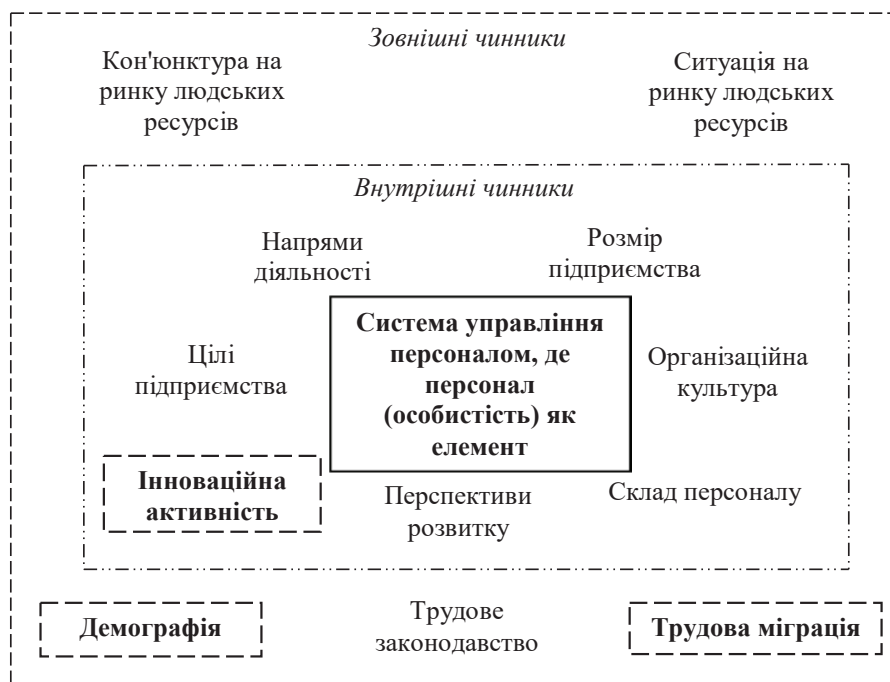 Зовнішні чинники
Кон'юнктура на
ринку людських
ресурсів
Ситуація на
ринку людських
ресурсів
Внутрішні чинники
Напрями
діяльності
Розмір
підприємства
Цілі
підприємства
Система управління
персоналом, де
персонал
(особистість) як
елемент
Організаційна
культура
Інноваційна
активність
Перспективи
розвитку
Склад персоналу
Демографія
Трудове
законодавство
Трудова міграція